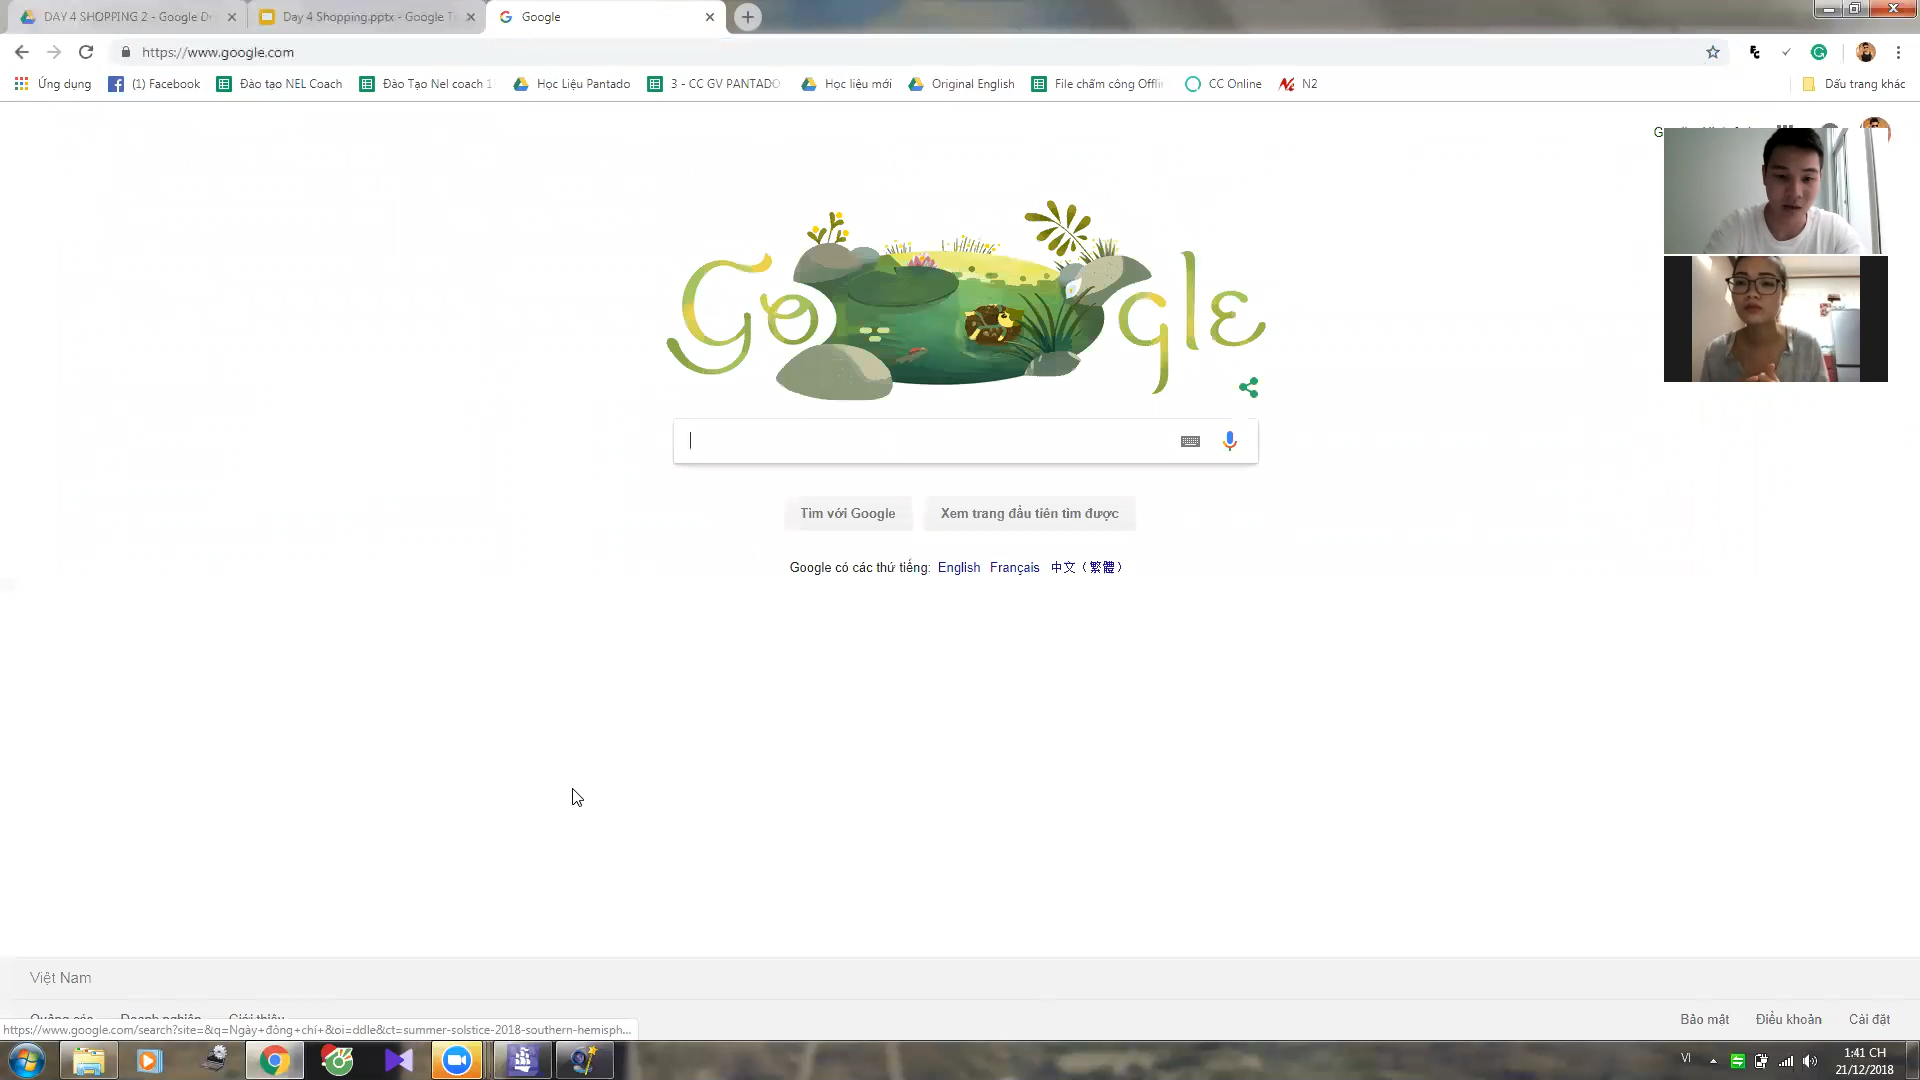 DAY 4 SHOPPING 2 - Google Dr
Day 4 Shopping.pptx - Google T
Google
https://www.google.com
Ứng dụng
(1) Facebook
Đào tạo NEL Coach
Đào Tạo Nel coach 1
Học Liệu Pantado
3 - CC GV PANTADO
Học liệu mới
Original English
File chấm công Offli
CC Online
N2
Dấu trang khác
Google
Tìm với Google
Xem trang đầu tiên tìm được
Google có các thứ tiếng: English Français 中文（繁體）
Việt Nam
Quảng cáo Doanh nghiệp Giới thiệu
Bảo mật Điều khoản Cài đặt
https://www.google.com/search?site=&q=Ngày+đông+chí+&oi=ddle&ct=summer-solstice-2018-southern-hemisph...
VI
1:41 CH
21/12/2018